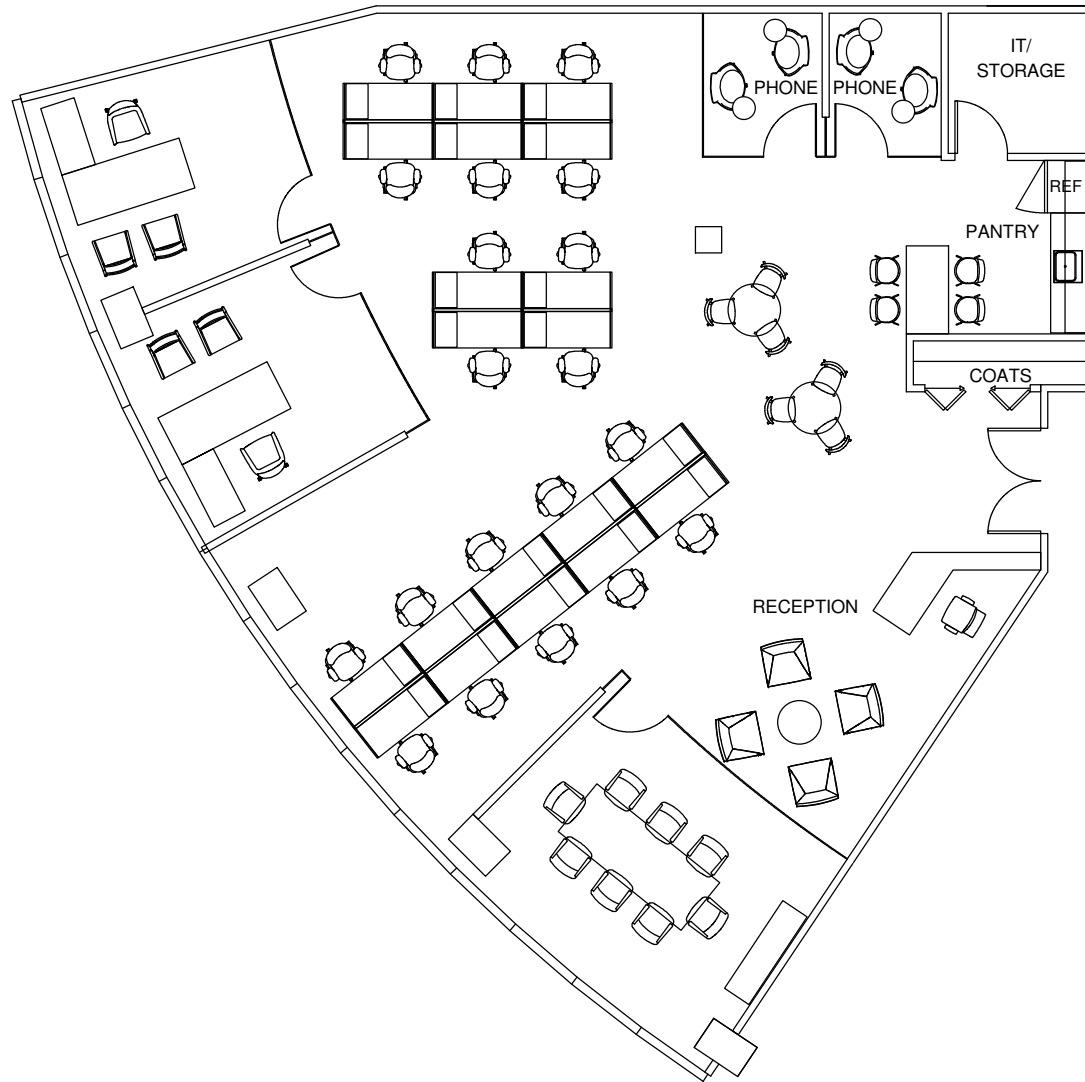 IT/
STORAGE
PHONE
PHONE
REF
PANTRY
COATS
RECEPTION